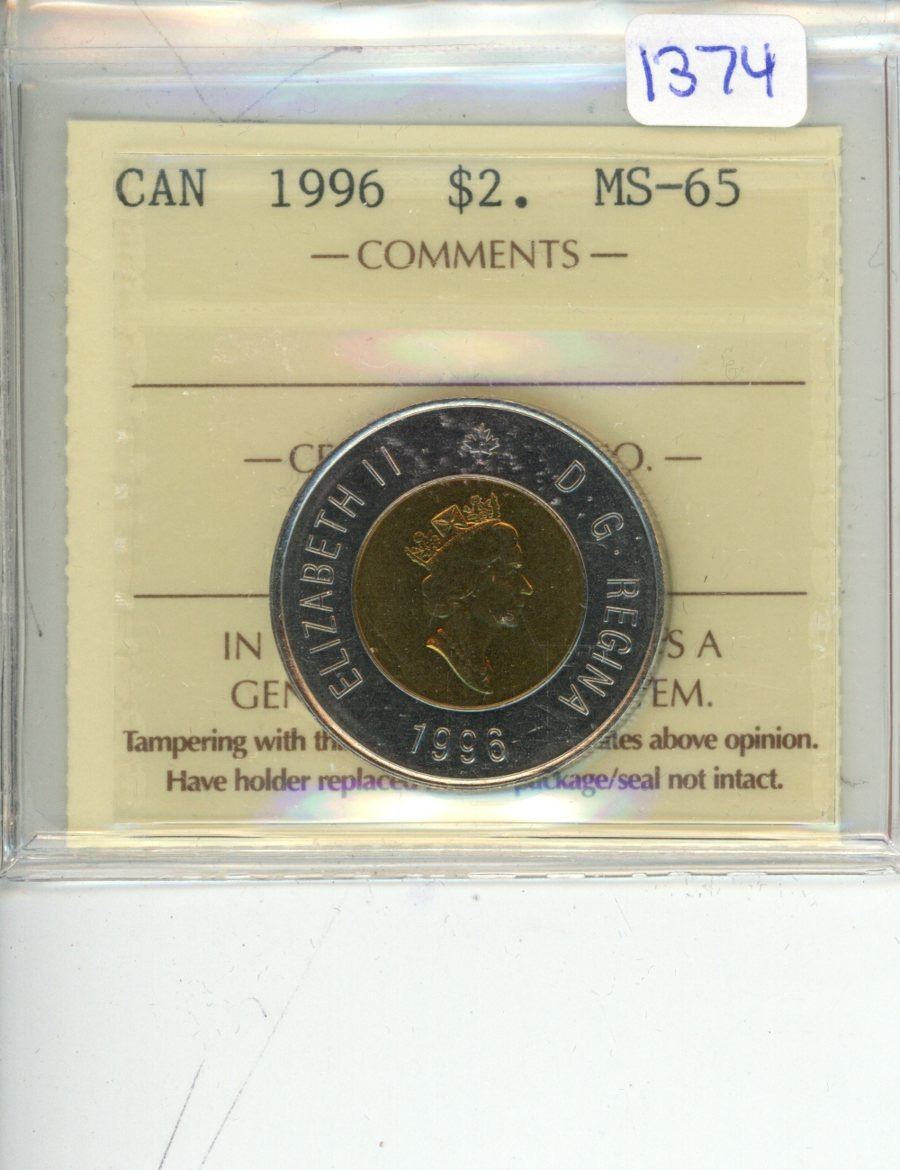 1374
CAN 1996 $2. MS-65
— COMMENTS —
— CE O. —
ELIZABETH II D·G·REGINA
1996
IN S A
GEN EM.
Tampering with th ates above opinion.
Have holder replaced package/seal not intact.